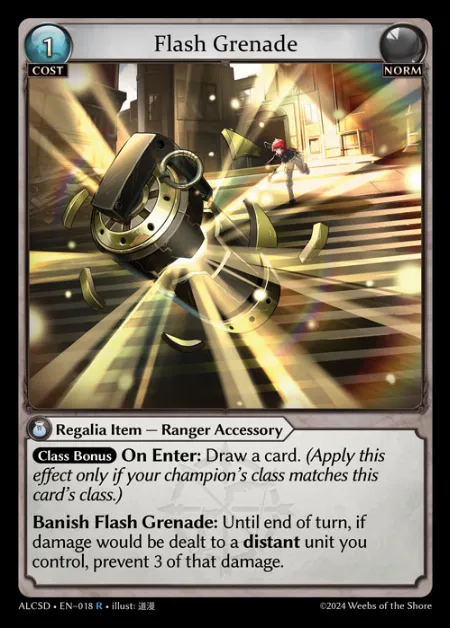 1
Flash Grenade
COST
NORM
Regalia Item — Ranger Accessory
Class Bonus On Enter: Draw a card. (Apply this
effect only if your champion's class matches this
card's class.)
Banish Flash Grenade: Until end of turn, if
damage would be dealt to a distant unit you
control, prevent 3 of that damage.
ALCSD • EN–018 R • illust: 道漫
©2024 Weebs of the Shore